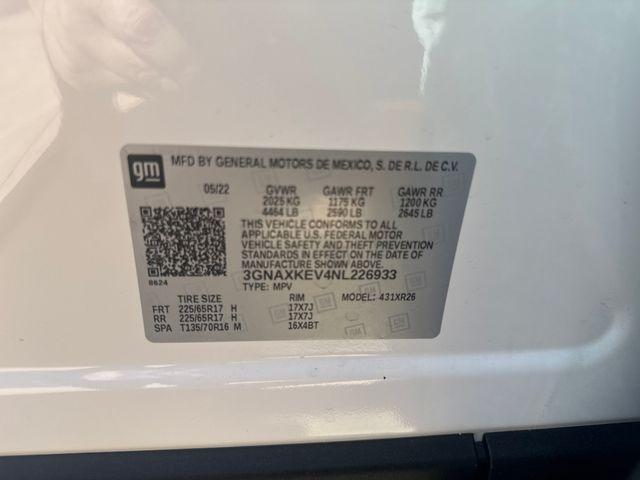 gm MFD BY GENERAL MOTORS DE MEXICO, S. DE R.L. DE C.V.
05/22 GVWR GAWR FRT GAWR RR
2025 KG 1175 KG 1200 KG
4464 LB 2590 LB 2645 LB
THIS VEHICLE CONFORMS TO ALL
APPLICABLE U.S. FEDERAL MOTOR
VEHICLE SAFETY AND THEFT PREVENTION
STANDARDS IN EFFECT ON THE DATE OF
MANUFACTURE SHOWN ABOVE.
3GNAXKEV4NL226933
8624 TYPE: MPV
TIRE SIZE RIM MODEL: 431XR26
FRT 225/65R17 H 17X7J
RR 225/65R17 H 17X7J
SPA T135/70R16 M 16X4BT